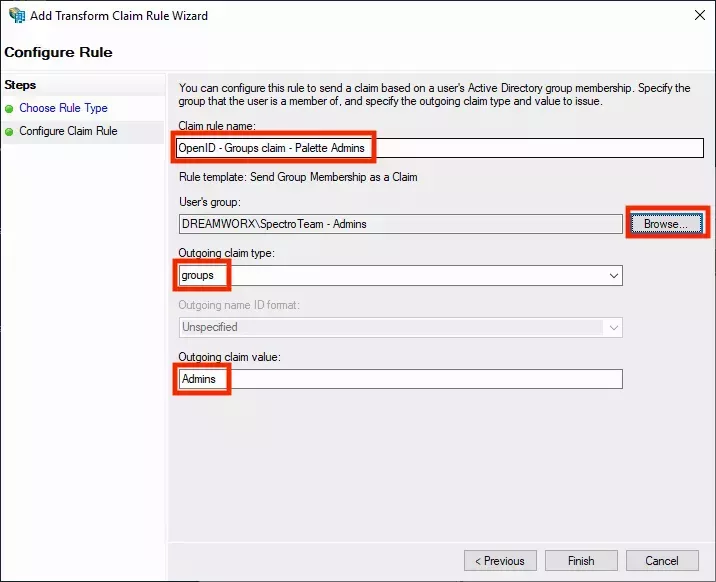 Add Transform Claim Rule Wizard
Configure Rule
Steps
Choose Rule Type
Configure Claim Rule
You can configure this rule to send a claim based on a user's Active Directory group membership. Specify the
group that the user is a member of, and specify the outgoing claim type and value to issue.
Claim rule name:
OpenID - Groups claim - Palette Admins
Rule template: Send Group Membership as a Claim
User's group:
DREAMWORX\SpectroTeam - Admins
Browse...
Outgoing claim type:
groups
Outgoing name ID format:
Unspecified
Outgoing claim value:
Admins
< Previous
Finish
Cancel